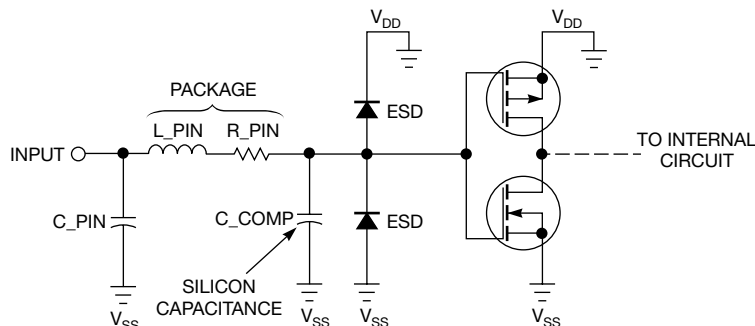 V_DD
V_DD
PACKAGE
L_PIN
R_PIN
ESD
INPUT
TO INTERNAL
CIRCUIT
C_PIN
C_COMP
ESD
SILICON
CAPACITANCE
V_SS
V_SS
V_SS
V_SS